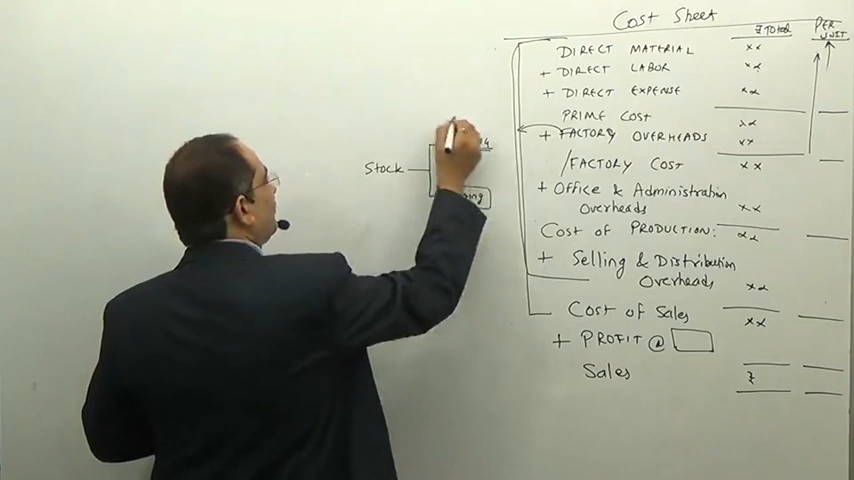 Cost Sheet
₹ Total
PER UNIT
DIRECT MATERIAL xx
+ DIRECT LABOR xx
+ DIRECT EXPENSE xx
PRIME COST xx
+ FACTORY OVERHEADS xx
/FACTORY COST xx
+ Office & Administration
Overheads xx
Cost of PRODUCTION: xx
+ Selling & Distribution
Overheads xx
Cost of Sales xx
+ PROFIT @
Sales ₹
Stock